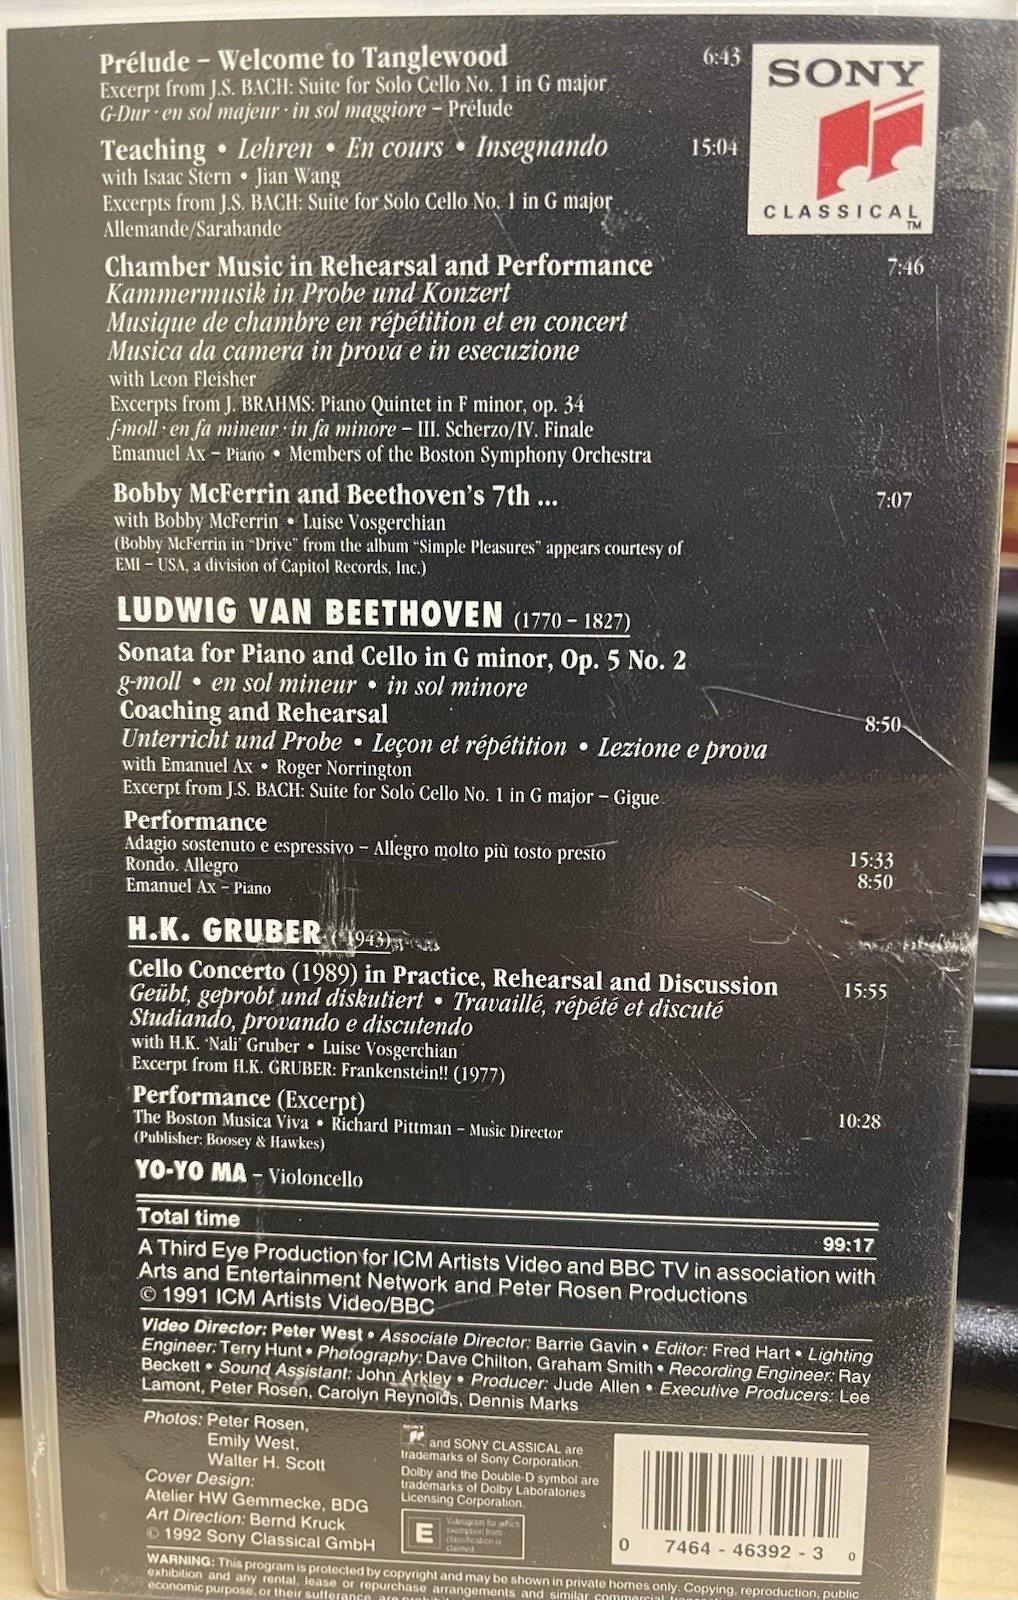 Prélude – Welcome to Tanglewood 6:43
Excerpt from J.S. BACH: Suite for Solo Cello No. 1 in G major
G-Dur · en sol majeur · in sol maggiore – Prélude
SONY
CLASSICAL
TM
Teaching • Lehren • En cours • Insegnando 15:04
with Isaac Stern • Jian Wang
Excerpts from J.S. BACH: Suite for Solo Cello No. 1 in G major
Allemande/Sarabande
Chamber Music in Rehearsal and Performance 7:46
Kammermusik in Probe und Konzert
Musique de chambre en répétition et en concert
Musica da camera in prova e in esecuzione
with Leon Fleisher
Excerpts from J. BRAHMS: Piano Quintet in F minor, op. 34
f-moll · en fa mineur · in fa minore – III. Scherzo/IV. Finale
Emanuel Ax – Piano • Members of the Boston Symphony Orchestra
Bobby McFerrin and Beethoven's 7th ... 7:07
with Bobby McFerrin • Luise Vosgerchian
(Bobby McFerrin in "Drive" from the album "Simple Pleasures" appears courtesy of
EMI – USA, a division of Capitol Records, Inc.)
LUDWIG VAN BEETHOVEN (1770 – 1827)
Sonata for Piano and Cello in G minor, Op. 5 No. 2
g-moll • en sol mineur • in sol minore
Coaching and Rehearsal 8:50
Unterricht und Probe • Leçon et répétition • Lezione e prova
with Emanuel Ax • Roger Norrington
Excerpt from J.S. BACH: Suite for Solo Cello No. 1 in G major – Gigue
Performance
Adagio sostenuto e espressivo – Allegro molto più tosto presto 15:33
Rondo. Allegro 8:50
Emanuel Ax – Piano
H.K. GRUBER (*1943)
Cello Concerto (1989) in Practice, Rehearsal and Discussion 15:55
Geübt, geprobt und diskutiert • Travaillé, répété et discuté
Studiando, provando e discutendo
with H.K. 'Nali' Gruber • Luise Vosgerchian
Excerpt from H.K. GRUBER: Frankenstein!! (1977)
Performance (Excerpt) 10:28
The Boston Musica Viva • Richard Pittman – Music Director
(Publisher: Boosey & Hawkes)
YO-YO MA – Violoncello
Total time 99:17
A Third Eye Production for ICM Artists Video and BBC TV in association with
Arts and Entertainment Network and Peter Rosen Productions
© 1991 ICM Artists Video/BBC
Video Director: Peter West • Associate Director: Barrie Gavin • Editor: Fred Hart • Lighting
Engineer: Terry Hunt • Photography: Dave Chilton, Graham Smith • Recording Engineer: Ray
Beckett • Sound Assistant: John Arkley • Producer: Jude Allen • Executive Producers: Lee
Lamont, Peter Rosen, Carolyn Reynolds, Dennis Marks
Photos: Peter Rosen,
Emily West,
Walter H. Scott
Cover Design:
Atelier HW Gemmecke, BDG
Art Direction: Bernd Kruck
© 1992 Sony Classical GmbH
SONY
and SONY CLASSICAL are
trademarks of Sony Corporation.
Dolby and the Double-D symbol are
trademarks of Dolby Laboratories
Licensing Corporation.
E
Videogram for which
exemption from
classification is
claimed
0 7464 - 46392 - 3 0
WARNING: This program is protected by copyright and may be shown in private homes only. Copying, reproduction, public
exhibition and any rental, lease or repurchase arrangements and similar commercial
economic purpose, or their sufferance, are